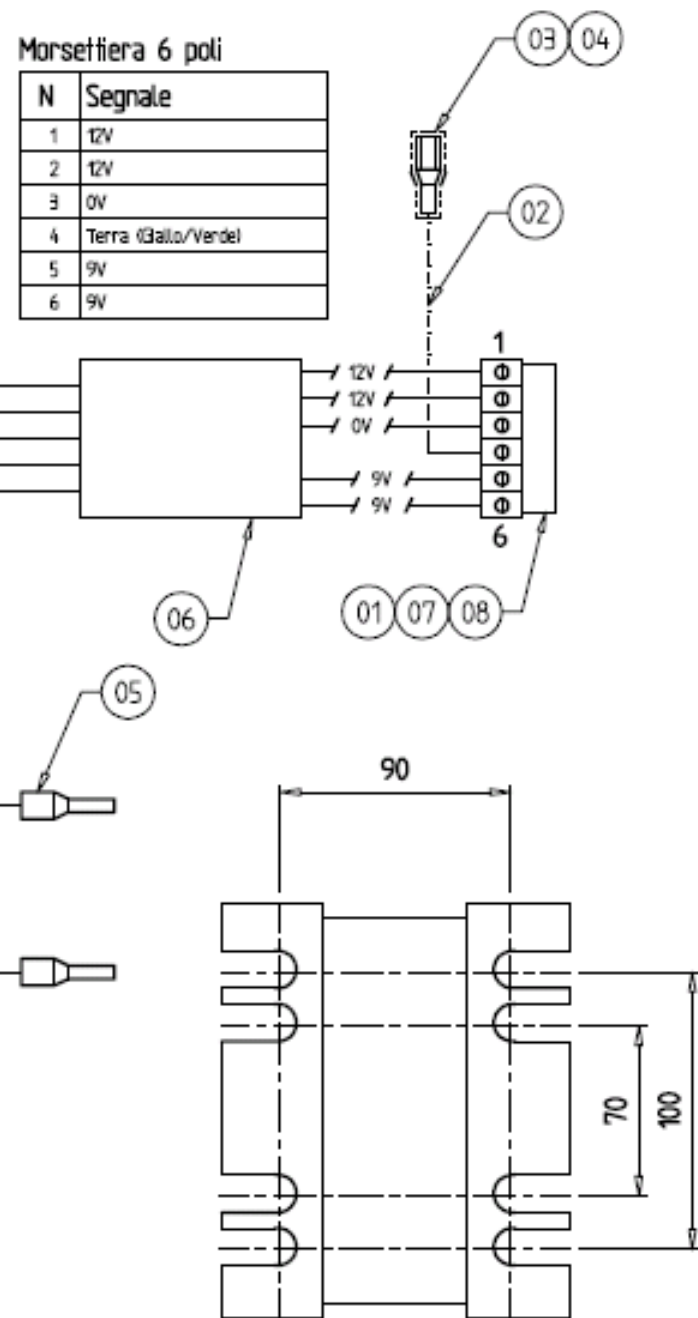 03 04
Morsettiera 6 poli
N Segnale
1 12V
2 12V
3 0V
4 Terra (Giallo/Verde)
5 9V
6 9V
02
1
12V
12V
0V
9V
9V
6
06
01 07 08
05
90
70
100